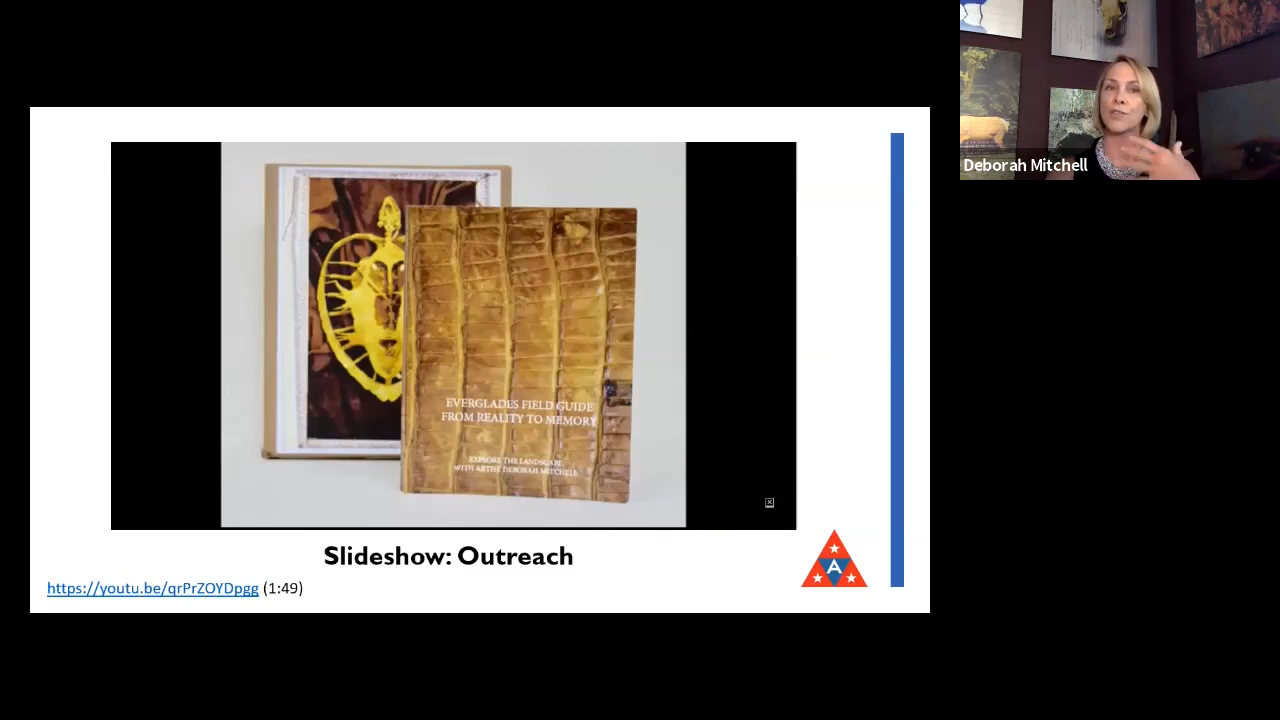 Deborah Mitchell
EVERGLADES FIELD GUIDE
FROM REALITY TO MEMORY
EXPLORE THE LANDSCAPE
WITH ARTIST DEBORAH MITCHELL
A
Slideshow: Outreach
https://youtu.be/qrPrZOYDpgg (1:49)